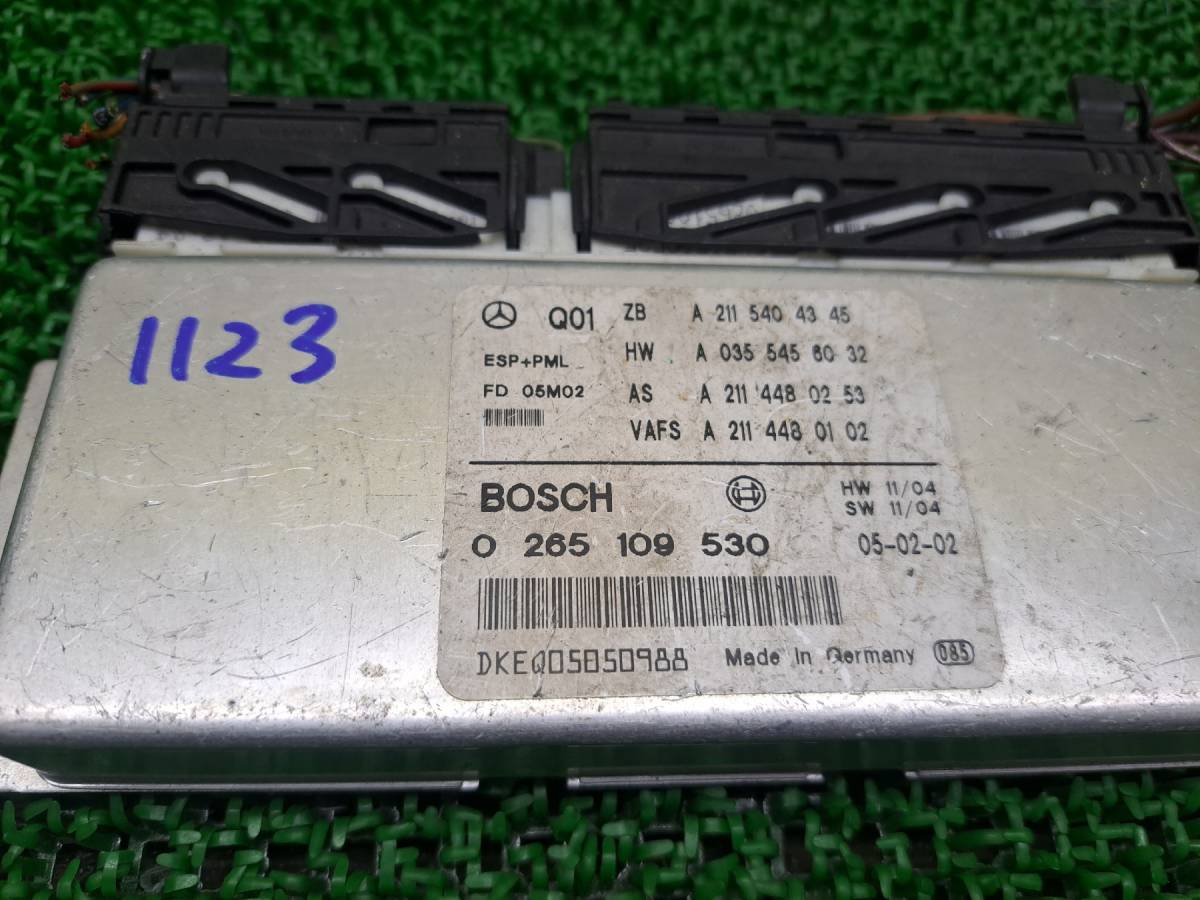 1123
Q01 ZB A 211 540 43 45
ESP+PML HW A 035 545 60 32
FD 05M02 AS A 211 448 02 53
VAFS A 211 448 01 02
BOSCH HW 11/04
SW 11/04
0 265 109 530 05-02-02
DKEQ05050988 Made in Germany 085